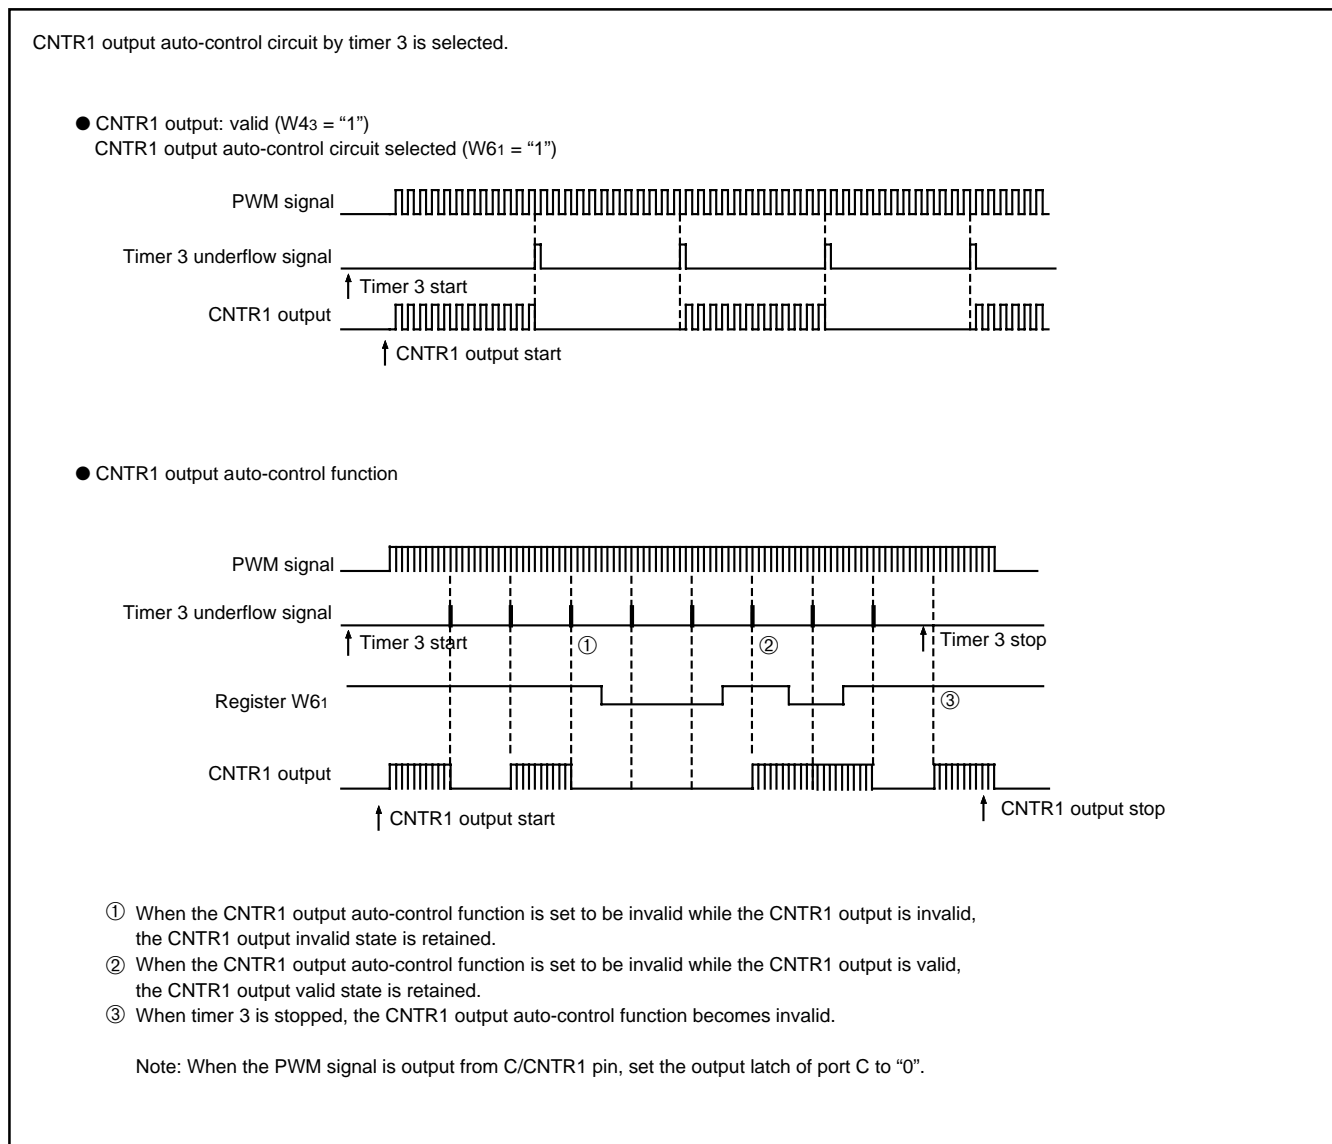 CNTR1 output auto-control circuit by timer 3 is selected.
● CNTR1 output: valid (W43 = “1”)
CNTR1 output auto-control circuit selected (W61 = “1”)
PWM signal
Timer 3 underflow signal
Timer 3 start
CNTR1 output
CNTR1 output start
● CNTR1 output auto-control function
PWM signal
Timer 3 underflow signal
Timer 3 start
①
②
Timer 3 stop
Register W61
③
CNTR1 output
CNTR1 output start
CNTR1 output stop
① When the CNTR1 output auto-control function is set to be invalid while the CNTR1 output is invalid,
the CNTR1 output invalid state is retained.
② When the CNTR1 output auto-control function is set to be invalid while the CNTR1 output is valid,
the CNTR1 output valid state is retained.
③ When timer 3 is stopped, the CNTR1 output auto-control function becomes invalid.
Note: When the PWM signal is output from C/CNTR1 pin, set the output latch of port C to “0”.